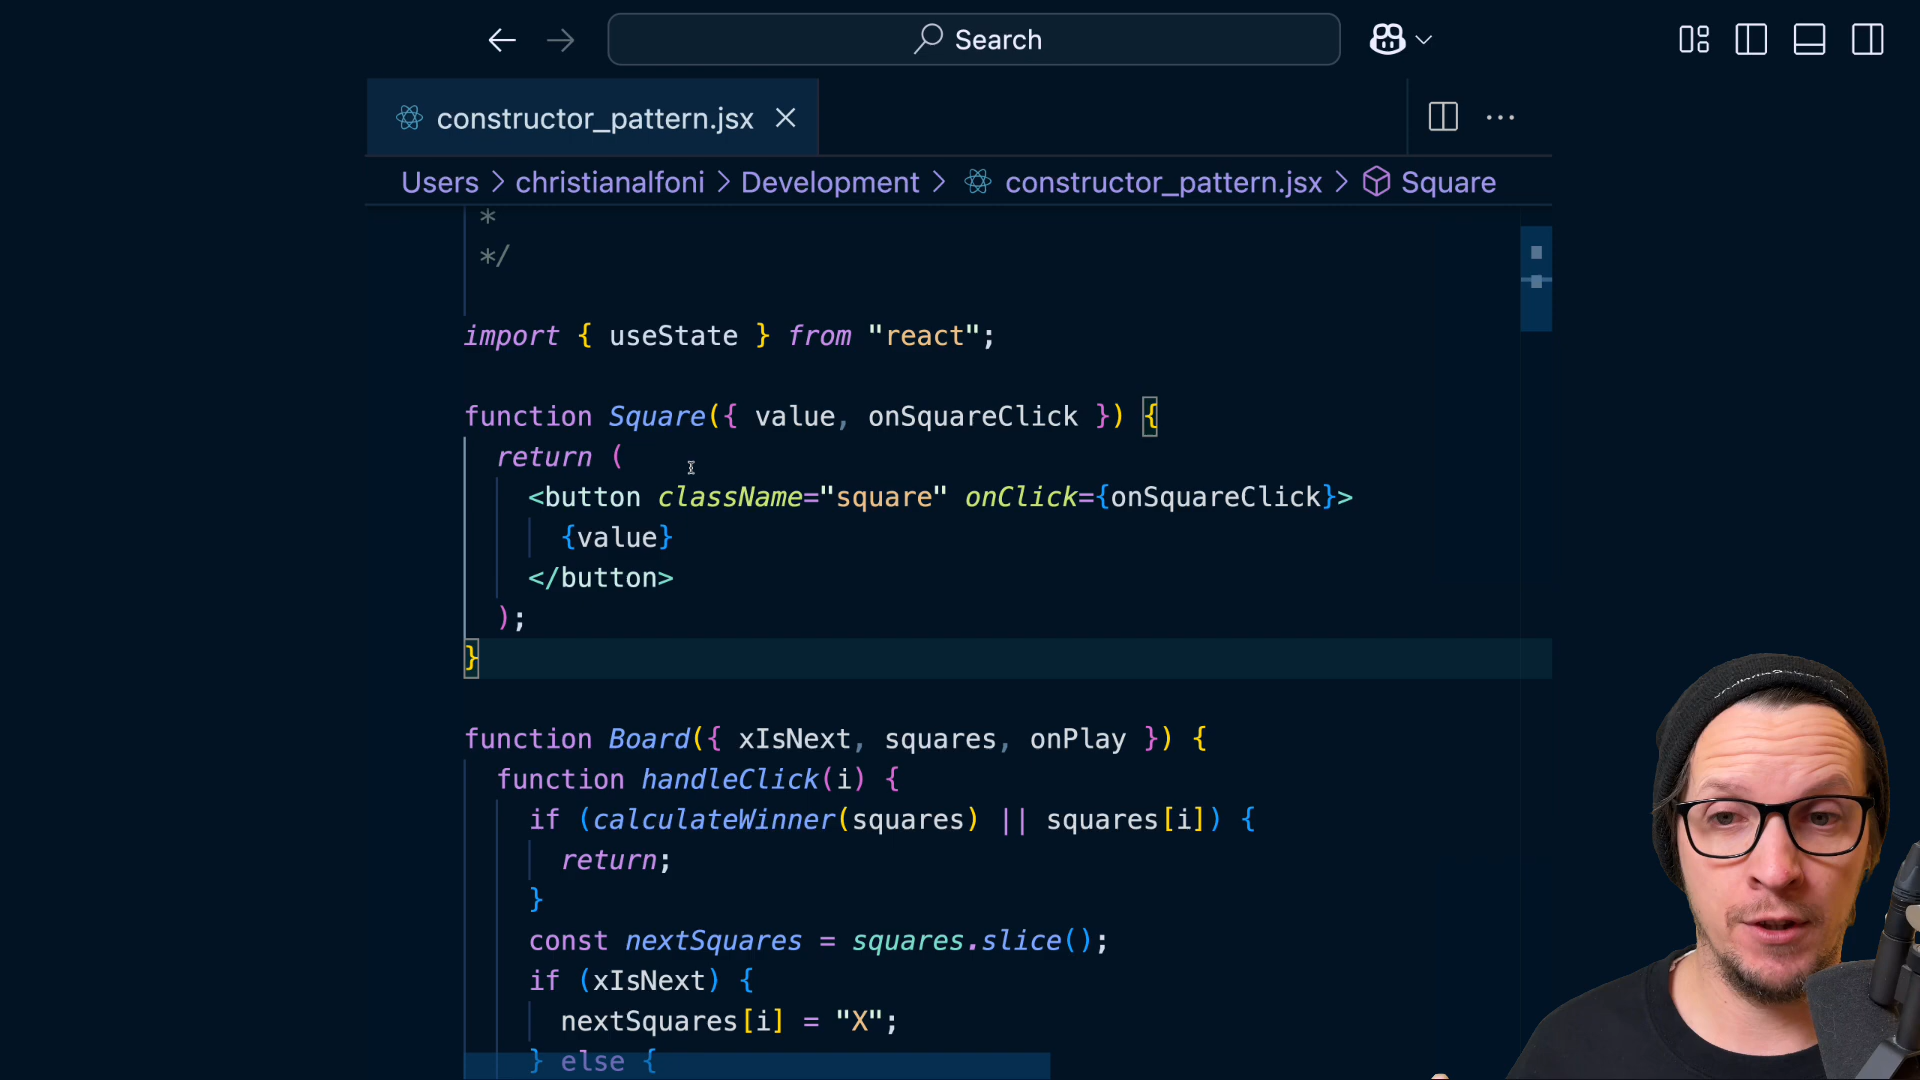 Search
constructor_pattern.jsx
Users > christianalfoni > Development > constructor_pattern.jsx > Square
*
*/
import { useState } from "react";
function Square({ value, onSquareClick }) {
return (
<button className="square" onClick={onSquareClick}>
{value}
</button>
);
}
function Board({ xIsNext, squares, onPlay }) {
function handleClick(i) {
if (calculateWinner(squares) || squares[i]) {
return;
}
const nextSquares = squares.slice();
if (xIsNext) {
nextSquares[i] = "X";
} else {